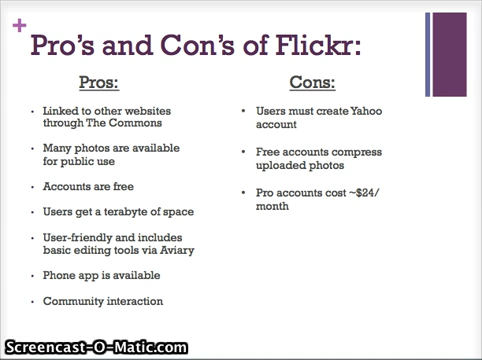 +
Pro's and Con's of Flickr:
Pros:
• Linked to other websites
through The Commons
• Many photos are available
for public use
• Accounts are free
• Users get a terabyte of space
• User-friendly and includes
basic editing tools via Aviary
• Phone app is available
• Community interaction
Cons:
• Users must create Yahoo
account
• Free accounts compress
uploaded photos
• Pro accounts cost ~$24/
month
Screencast-O-Matic.com